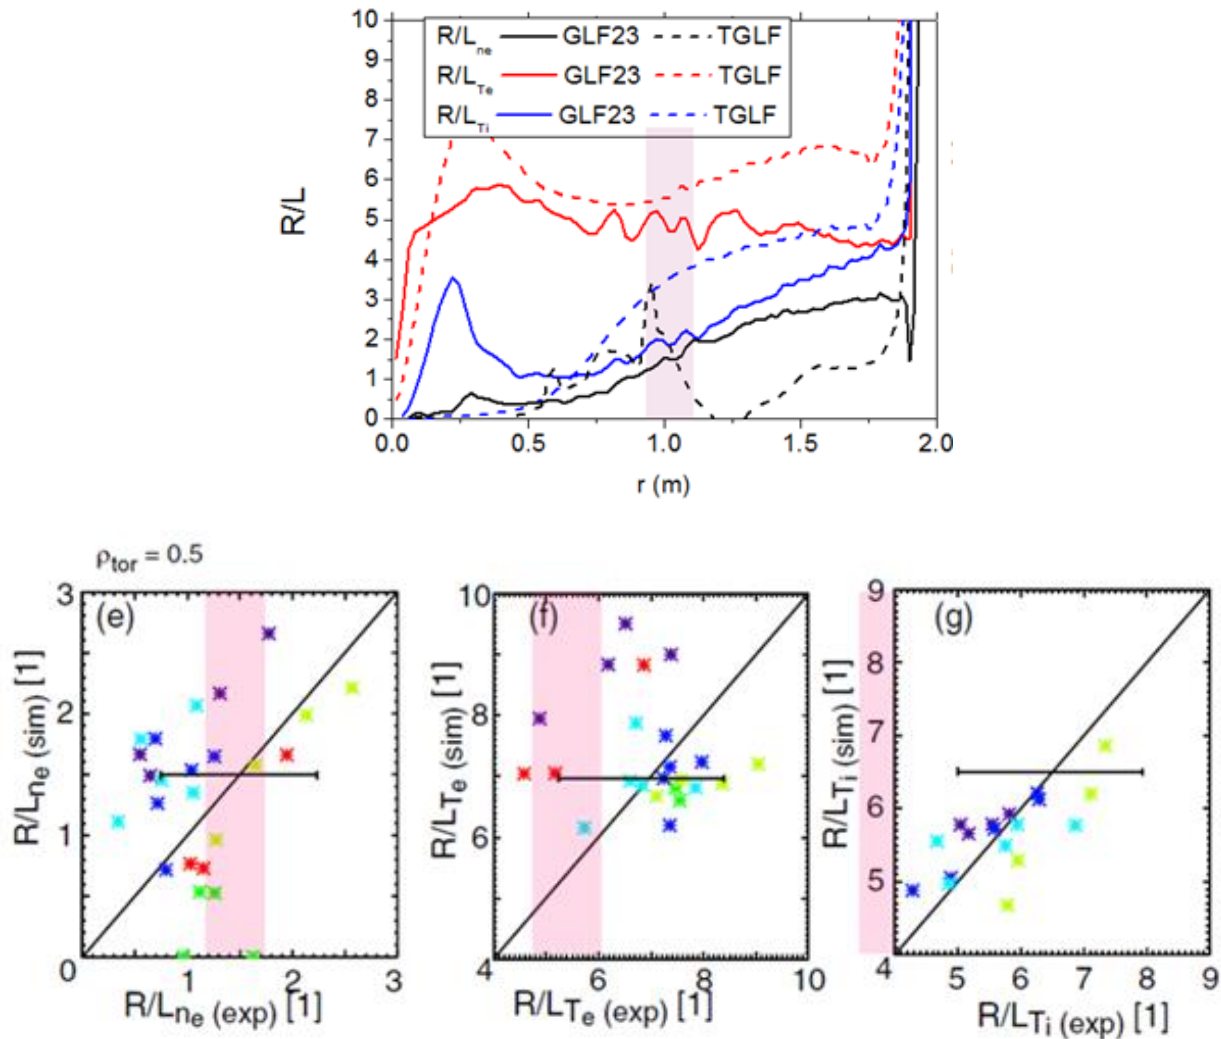 10
9
8
7
6
5
4
3
2
1
0
R/L
R/Lne GLF23 TGLF
R/LTe GLF23 TGLF
R/LTi GLF23 TGLF
0.0 0.5 1.0 1.5 2.0
r (m)
ρtor = 0.5
3
2
1
0
(e)
R/Lne (sim) [1]
1 2 3
R/Lne (exp) [1]
10
8
6
4
(f)
R/LTe (sim) [1]
4 6 8 10
R/LTe (exp) [1]
9
8
7
6
5
4
(g)
R/LTi (sim) [1]
5 6 7 8 9
R/LTi (exp) [1]